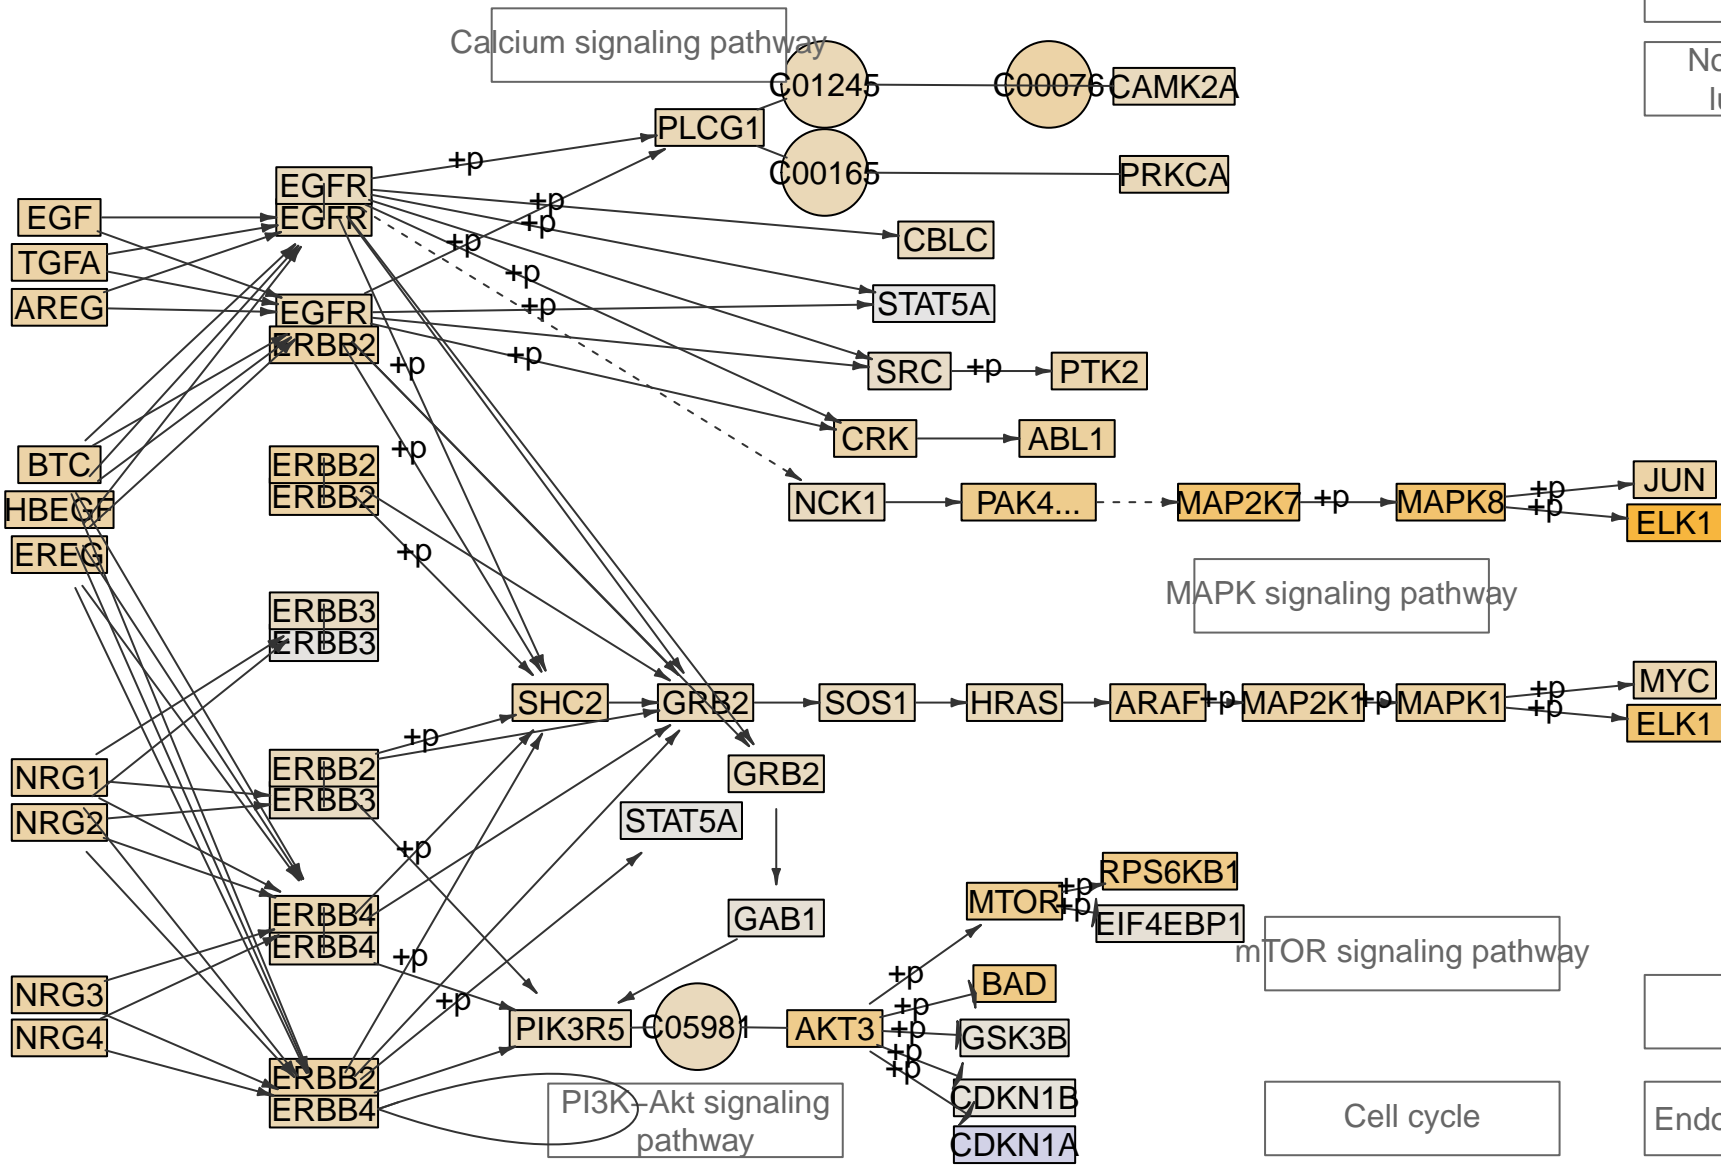 Calcium signaling pathway
C01245
C00076
CAMK2A
No
lu
PLCG1
+p
C00165
PRKCA
EGFR
EGF
EGFR
+p
+p
CBLC
TGFA
+p
+p
AREG
EGFR
+p
STAT5A
ERBB2
+p
+p
SRC
+p
PTK2
CRK
ABL1
BTC
ERBB2
+p
ERBB2
HBEGF
NCK1
PAK4...
MAP2K7
+p
MAPK8
+p
+p
JUN
ELK1
EREG
+p
MAPK signaling pathway
ERBB3
ERBB3
SHC2
GRB2
SOS1
HRAS
ARAF
+p
MAP2K1
+p
MAPK1
+p
+p
MYC
ELK1
+p
NRG1
ERBB2
ERBB3
GRB2
NRG2
STAT5A
+p
ERBB4
ERBB4
GAB1
MTOR
+p
+p
RPS6KB1
EIF4EBP1
mTOR signaling pathway
+p
+p
NRG3
+p
BAD
NRG4
PIK3R5
C05981
AKT3
+p
+p
+p
+p
GSK3B
ERBB2
ERBB4
PI3K–Akt signaling
pathway
CDKN1B
CDKN1A
Cell cycle
Endo